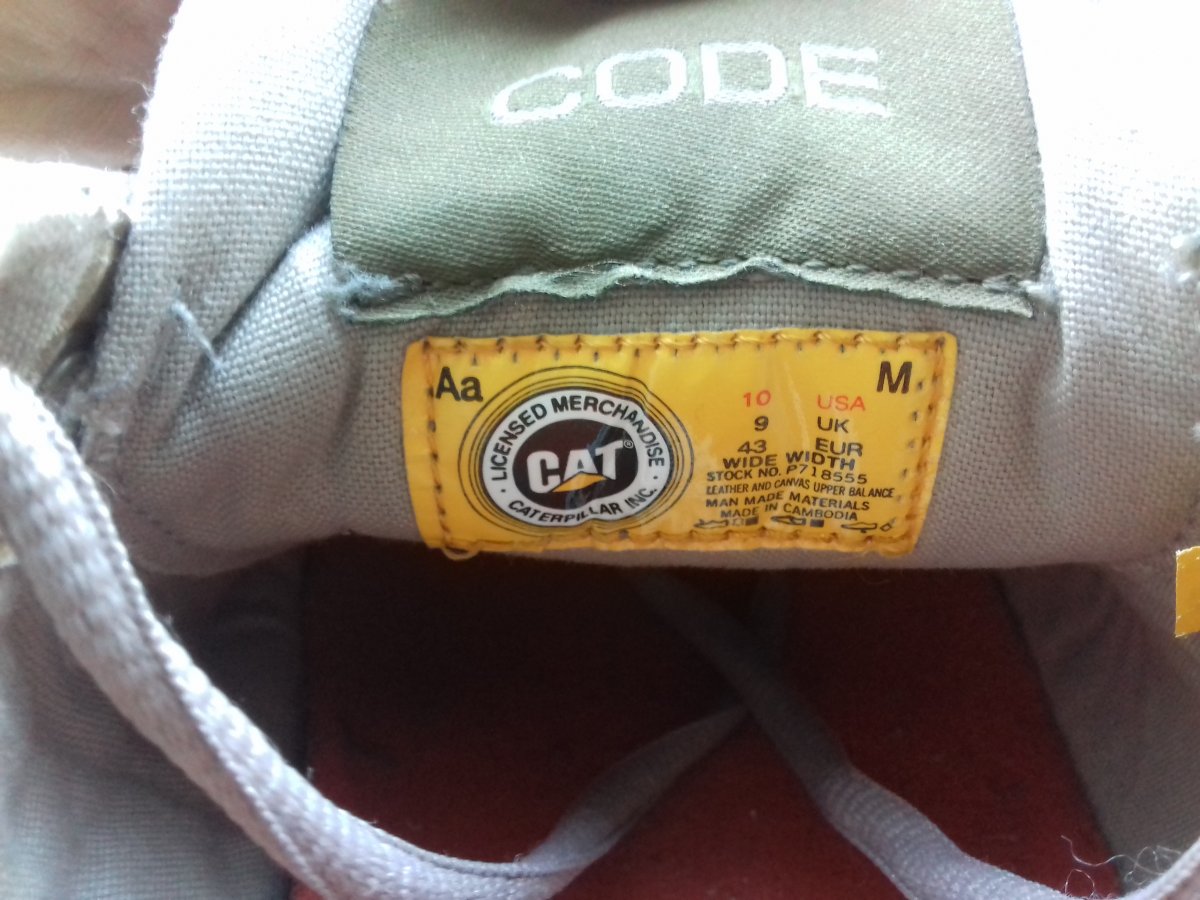 CODE
Aa
M
LICENSED MERCHANDISE
CAT®
CATERPILLAR INC.
10 USA
9 UK
43 EUR
WIDE WIDTH
STOCK NO. P718555
LEATHER AND CANVAS UPPER BALANCE
MAN MADE MATERIALS
MADE IN CAMBODIA